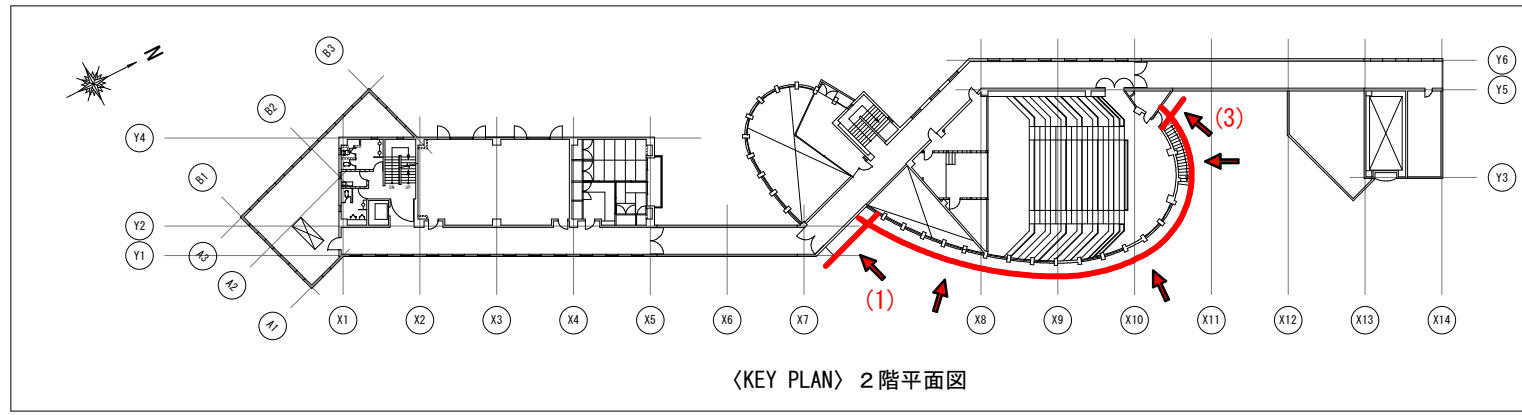 N
B3
B2
B1
Y4
Y2
Y1
A3
A2
A1
Y6
Y5
Y3
(3)
(1)
X1 X2 X3 X4 X5 X6 X7 X8 X9 X10 X11 X12 X13 X14
〈KEY PLAN〉 2階平面図